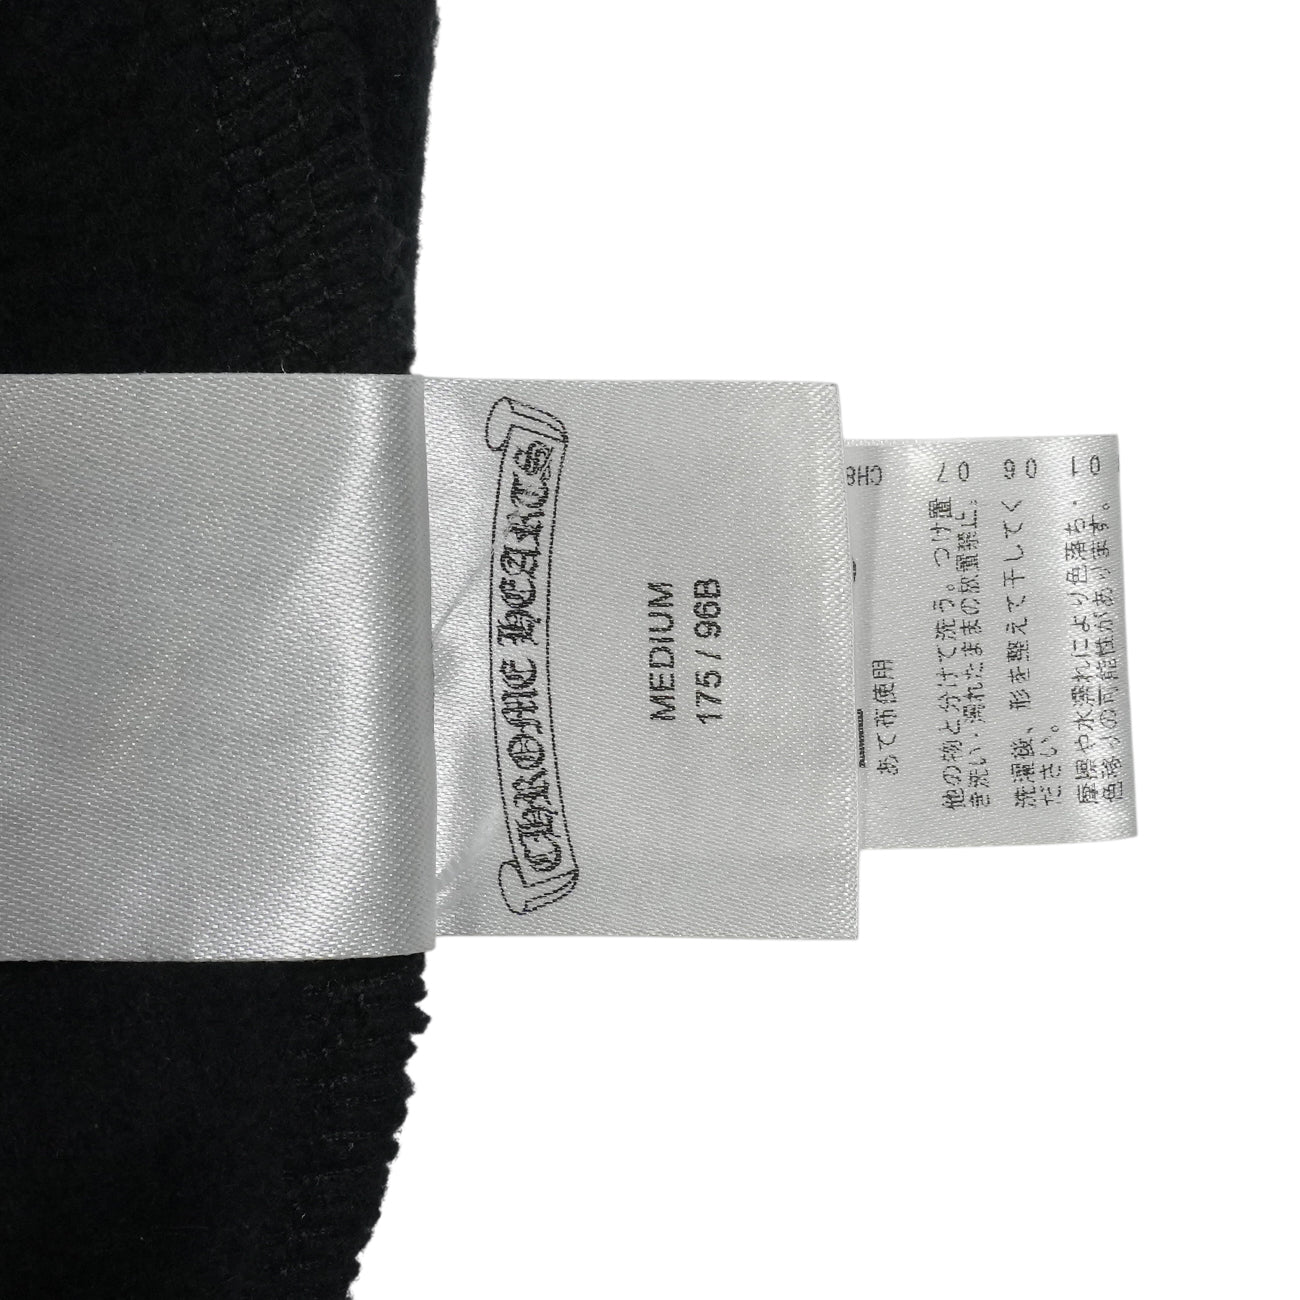 CHROME HEARTS
MEDIUM
175 / 96B
あて布使用
他の物と分けて洗う。つけ置
き洗い・濡れたままの放置禁止。
洗濯後、形を整えて干してく
ださい。
摩擦や水濡れにより色落ち・
色移りの可能性があります。